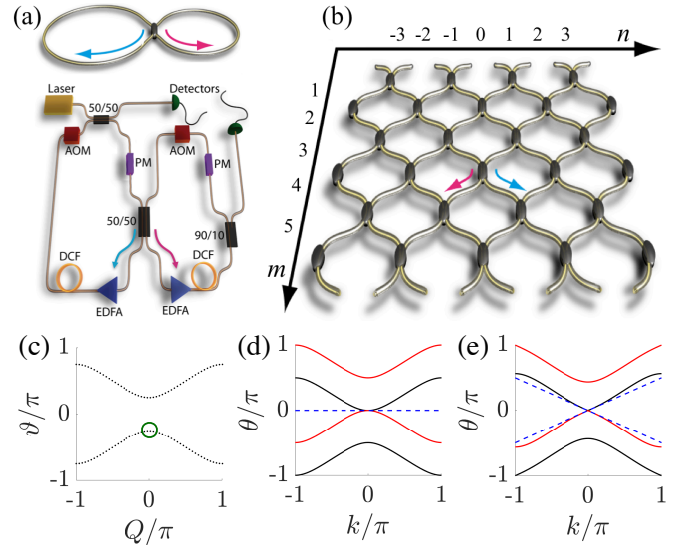 (a)
Laser
50/50
Detectors
AOM
PM
AOM
PM
50/50
90/10
DCF
DCF
EDFA
EDFA
(b)
-3 -2 -1 0 1 2 3 n
1
2
3
4
5
m
(c)
1
0
-1
ϑ/π
-1 0 1
Q/π
(d)
1
0
-1
θ/π
-1 0 1
k/π
(e)
1
0
-1
θ/π
-1 0 1
k/π